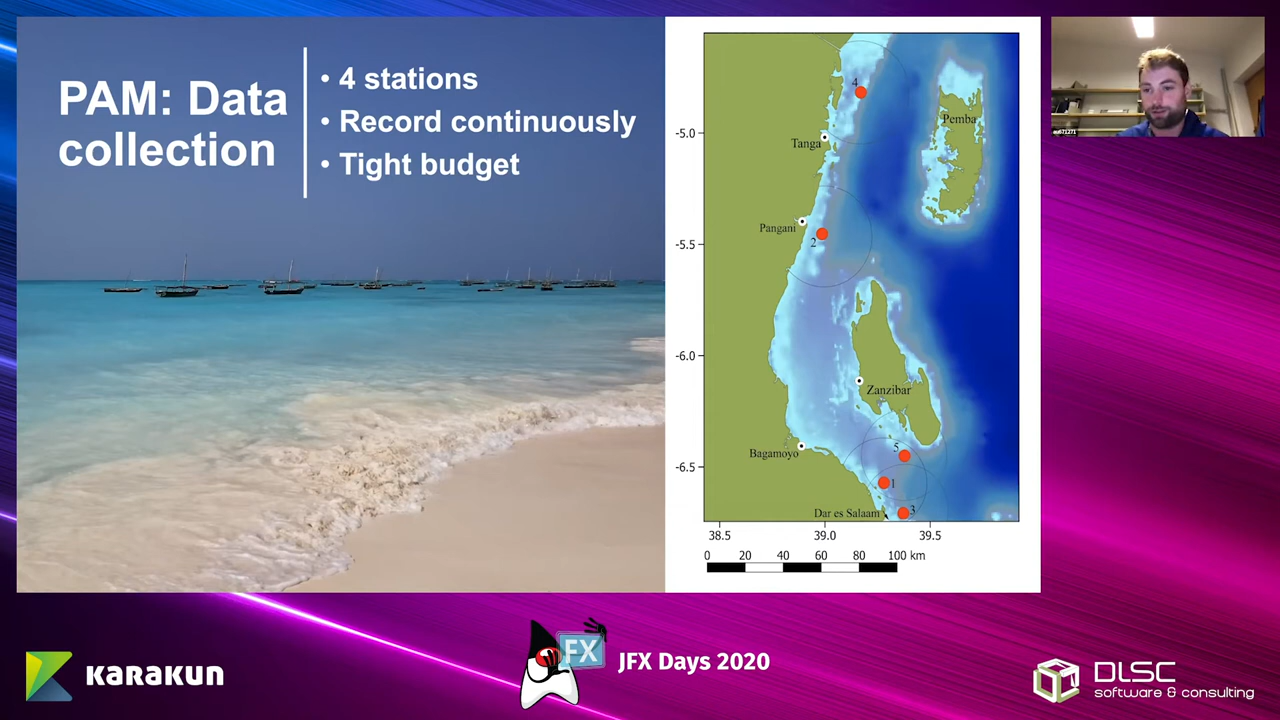 PAM: Data
collection
• 4 stations
• Record continuously
• Tight budget
4
Pemba
-5.0
Tanga
Pangani
2
-5.5
-6.0
Zanzibar
5
Bagamoyo
-6.5
1
Dar es Salaam
3
38.5 39.0 39.5
0 20 40 60 80 100 km
au671271
KARAKUN
FX
JFX Days 2020
DLSC
software & consulting